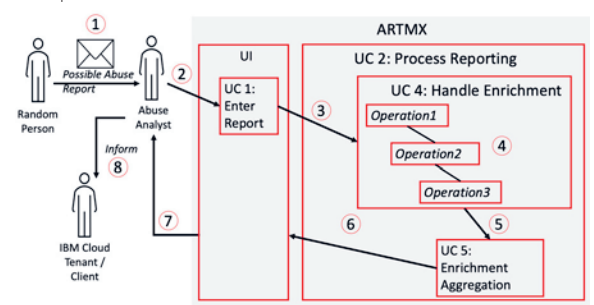 ARTMX
1
Possible Abuse
Report
Random
Person
Abuse
Analyst
2
UI
UC 1:
Enter
Report
3
UC 2: Process Reporting
UC 4: Handle Enrichment
Operation1
Operation2
4
Operation3
5
UC 5:
Enrichment
Aggregation
6
7
Inform
8
IBM Cloud
Tenant /
Client